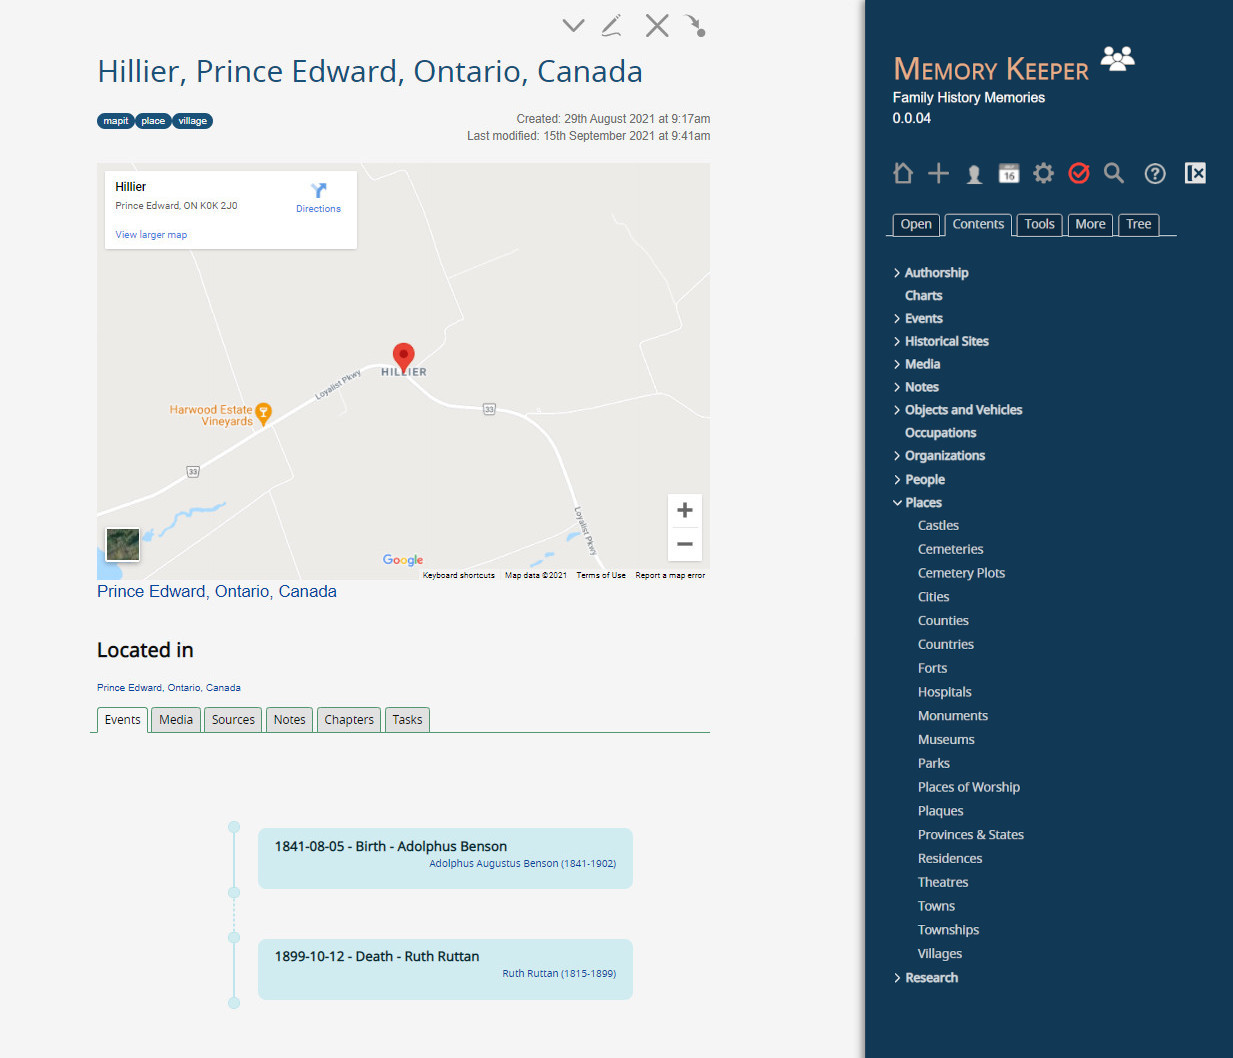 Hillier, Prince Edward, Ontario, Canada
mapit place village
Created: 29th August 2021 at 9:17am
Last modified: 15th September 2021 at 9:41am
Hillier
Prince Edward, ON K0K 2J0
Directions
View larger map
HILLIER
Loyalist Pkwy
Harwood Estate
Vineyards
33
33
Loyalist Pkwy
Google
Keyboard shortcuts Map data ©2021 Terms of Use Report a map error
Prince Edward, Ontario, Canada
Located in
Prince Edward, Ontario, Canada
Events Media Sources Notes Chapters Tasks
1841-08-05 - Birth - Adolphus Benson
Adolphus Augustus Benson (1841-1902)
1899-10-12 - Death - Ruth Ruttan
Ruth Ruttan (1815-1899)
Memory Keeper
Family History Memories
0.0.04
16
Open Contents Tools More Tree
Authorship
Charts
Events
Historical Sites
Media
Notes
Objects and Vehicles
Occupations
Organizations
People
Places
Castles
Cemeteries
Cemetery Plots
Cities
Counties
Countries
Forts
Hospitals
Monuments
Museums
Parks
Places of Worship
Plaques
Provinces & States
Residences
Theatres
Towns
Townships
Villages
Research